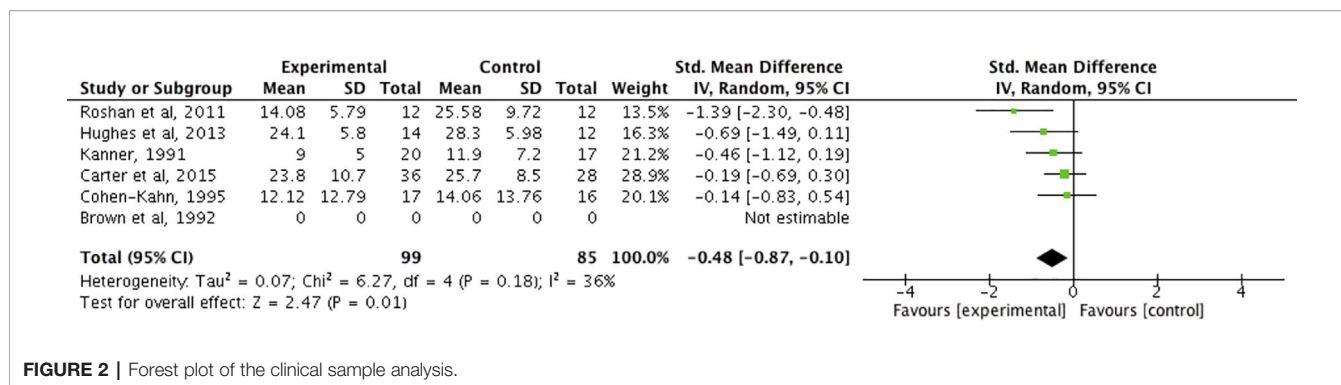 Experimental Control Std. Mean Difference Std. Mean Difference
Study or Subgroup Mean SD Total Mean SD Total Weight IV, Random, 95% CI IV, Random, 95% CI
Roshan et al, 2011 14.08 5.79 12 25.58 9.72 12 13.5% −1.39 [−2.30, −0.48]
Hughes et al, 2013 24.1 5.8 14 28.3 5.98 12 16.3% −0.69 [−1.49, 0.11]
Kanner, 1991 9 5 20 11.9 7.2 17 21.2% −0.46 [−1.12, 0.19]
Carter et al, 2015 23.8 10.7 36 25.7 8.5 28 28.9% −0.19 [−0.69, 0.30]
Cohen−Kahn, 1995 12.12 12.79 17 14.06 13.76 16 20.1% −0.14 [−0.83, 0.54]
Brown et al, 1992 0 0 0 0 0 0 Not estimable
Total (95% CI) 99 85 100.0% −0.48 [−0.87, −0.10]
Heterogeneity: Tau² = 0.07; Chi² = 6.27, df = 4 (P = 0.18); I² = 36%
Test for overall effect: Z = 2.47 (P = 0.01)
−4 −2 0 2 4
Favours [experimental] Favours [control]
FIGURE 2 | Forest plot of the clinical sample analysis.